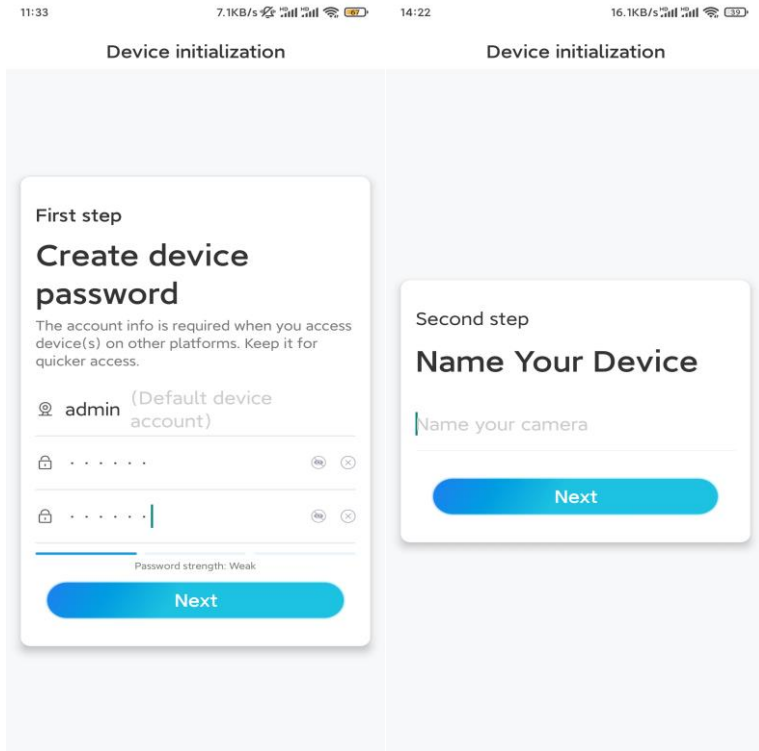 11:33
7.1KB/s
67
Device initialization
First step
Create device
password
The account info is required when you access
device(s) on other platforms. Keep it for
quicker access.
admin
(Default device
account)
······
······
Password strength: Weak
Next
14:22
16.1KB/s
39
Device initialization
Second step
Name Your Device
Name your camera
Next